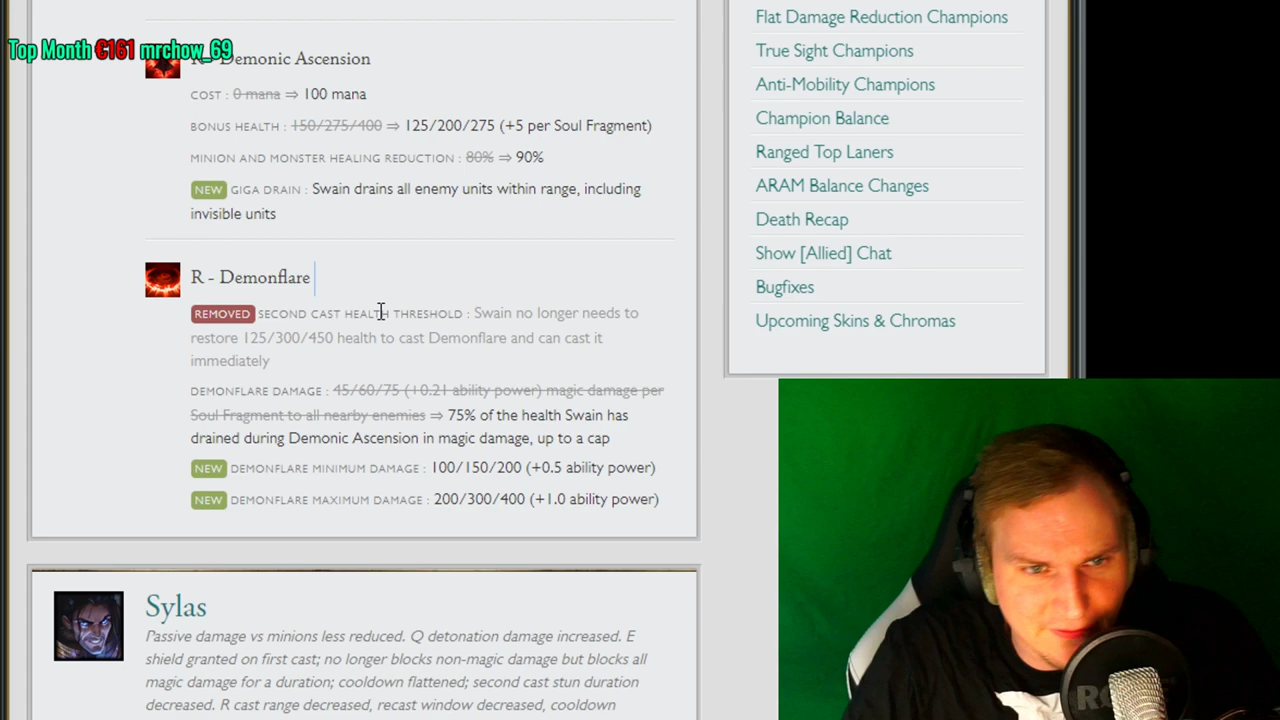 Top Month €161 mrchow_69
Demonic Ascension
COST : 0 mana ⇒ 100 mana
BONUS HEALTH : 150/275/400 ⇒ 125/200/275 (+5 per Soul Fragment)
MINION AND MONSTER HEALING REDUCTION : 80% ⇒ 90%
NEW GIGA DRAIN : Swain drains all enemy units within range, including
invisible units
R - Demonflare
REMOVED SECOND CAST HEALTH THRESHOLD : Swain no longer needs to
restore 125/300/450 health to cast Demonflare and can cast it
immediately
DEMONFLARE DAMAGE : 45/60/75 (+0.21 ability power) magic damage per
Soul Fragment to all nearby enemies ⇒ 75% of the health Swain has
drained during Demonic Ascension in magic damage, up to a cap
NEW DEMONFLARE MINIMUM DAMAGE : 100/150/200 (+0.5 ability power)
NEW DEMONFLARE MAXIMUM DAMAGE : 200/300/400 (+1.0 ability power)
Sylas
Passive damage vs minions less reduced. Q detonation damage increased. E
shield granted on first cast; no longer blocks non-magic damage but blocks all
magic damage for a duration; cooldown flattened; second cast stun duration
decreased. R cast range decreased, recast window decreased, cooldown
Flat Damage Reduction Champions
True Sight Champions
Anti-Mobility Champions
Champion Balance
Ranged Top Laners
ARAM Balance Changes
Death Recap
Show [Allied] Chat
Bugfixes
Upcoming Skins & Chromas